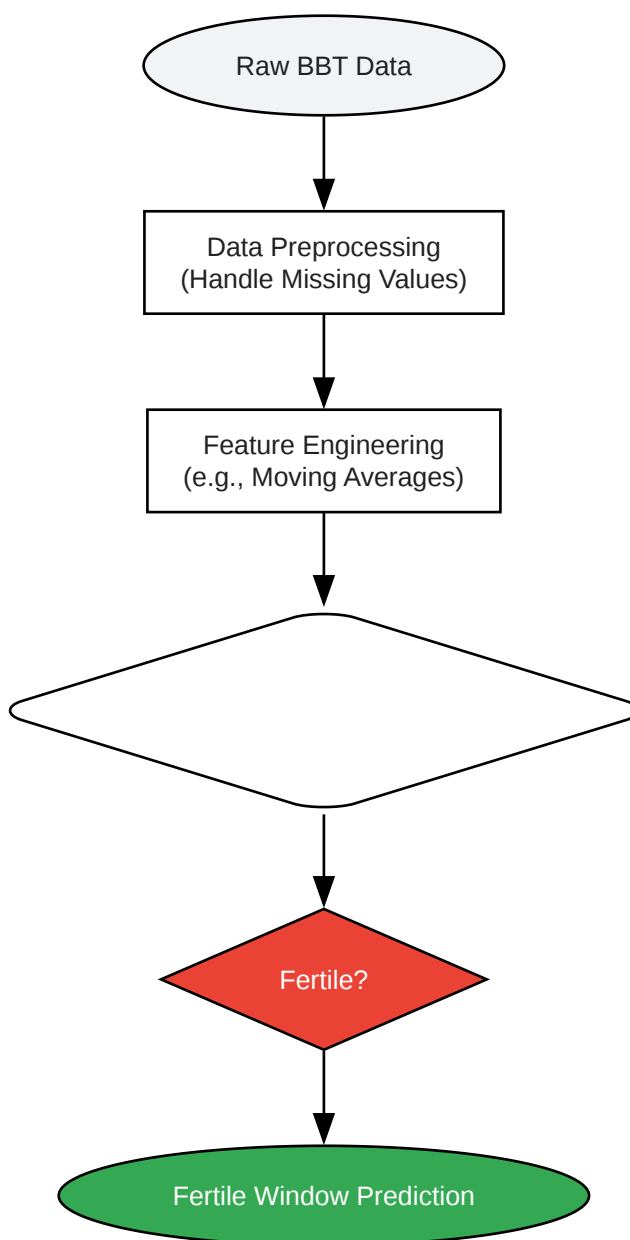 Raw BBT Data
Data Preprocessing
(Handle Missing Values)
Feature Engineering
(e.g., Moving Averages)
Fertile?
Fertile Window Prediction